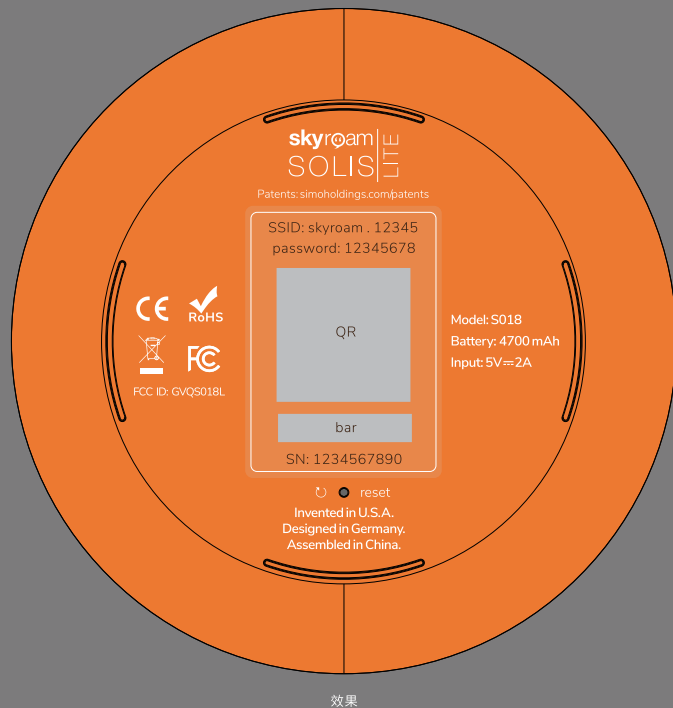 skyroam
SOLIS LITE
Patents: simoholdings.com/patents
SSID: skyroam . 12345
password: 12345678
QR
bar
SN: 1234567890
CE
RoHS
FC
FCC ID: GVQS018L
Model: S018
Battery: 4700 mAh
Input: 5V⎓2A
reset
Invented in U.S.A.
Designed in Germany.
Assembled in China.
效果